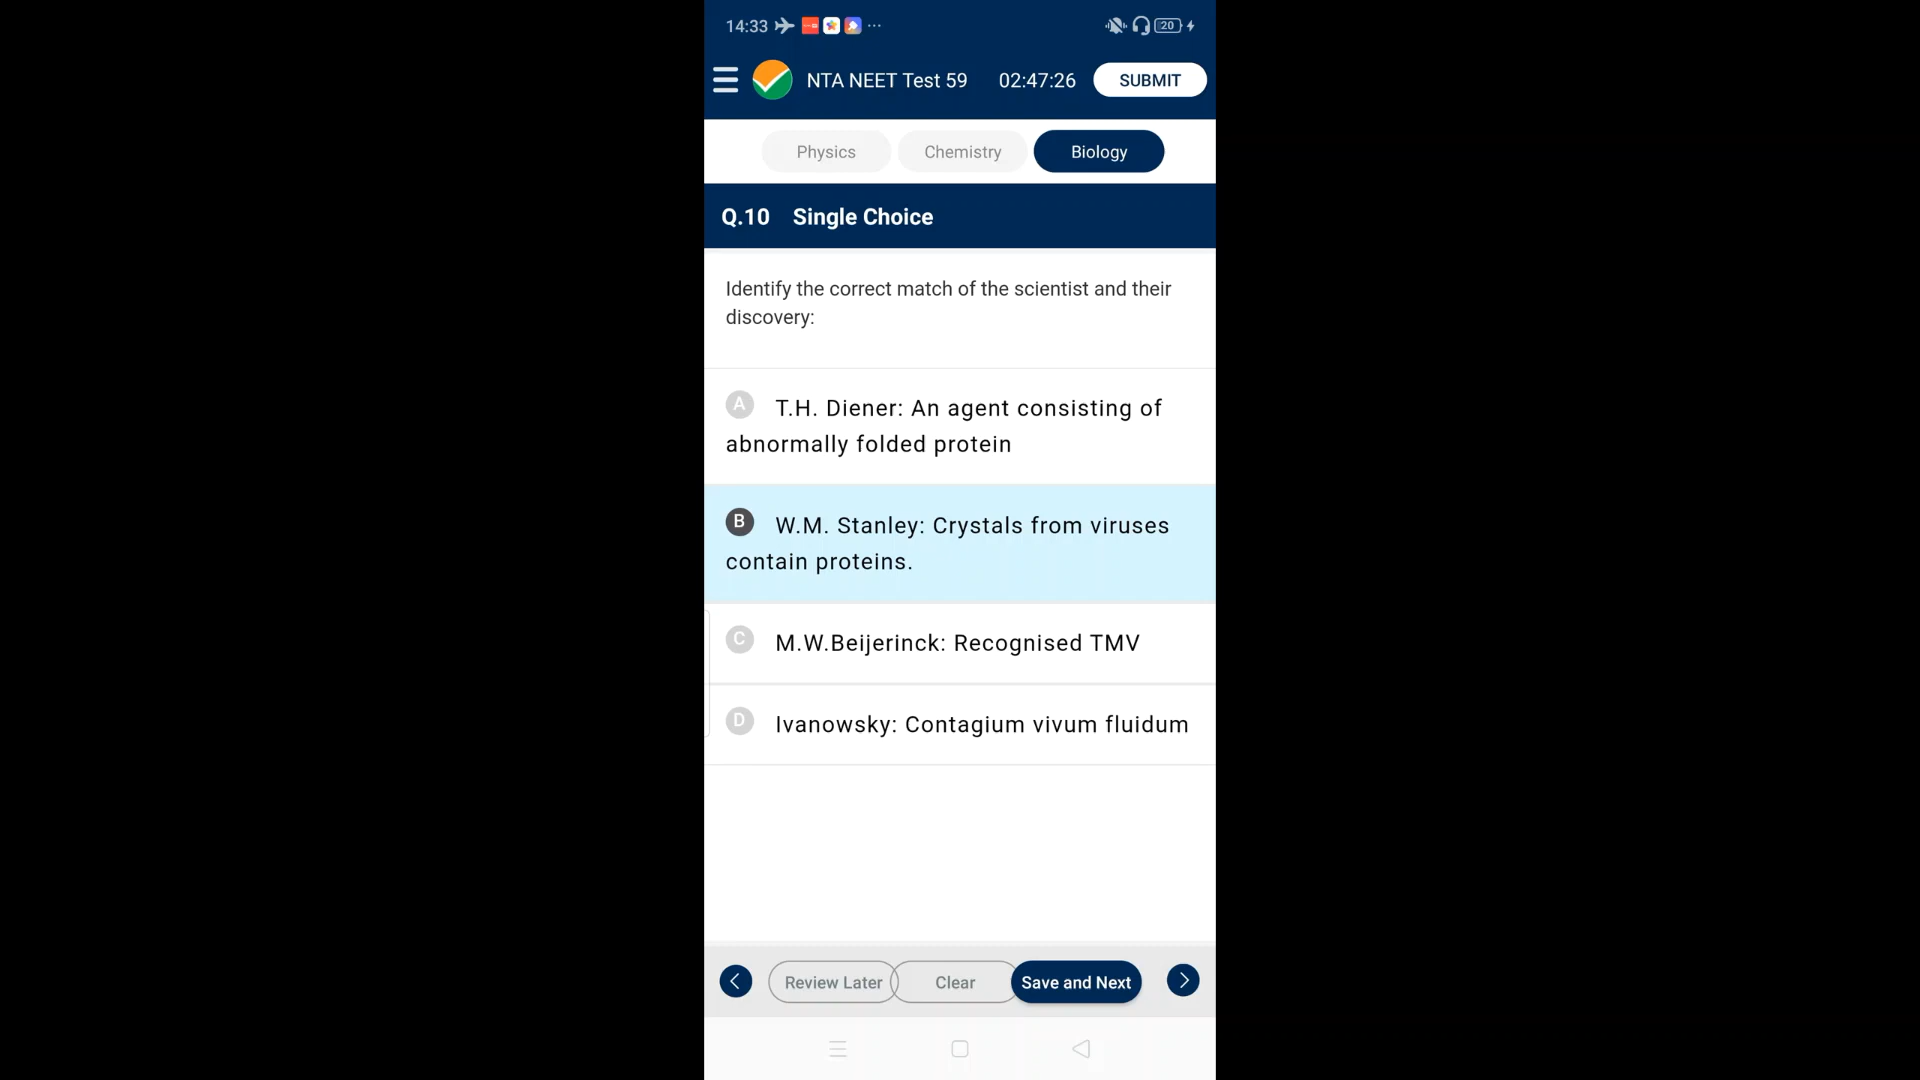 14:33 20
NTA NEET Test 59 02:47:26 SUBMIT
Physics Chemistry Biology
Q.10 Single Choice
Identify the correct match of the scientist and their
discovery:
A T.H. Diener: An agent consisting of
abnormally folded protein
B W.M. Stanley: Crystals from viruses
contain proteins.
C M.W.Beijerinck: Recognised TMV
D Ivanowsky: Contagium vivum fluidum
Review Later Clear Save and Next